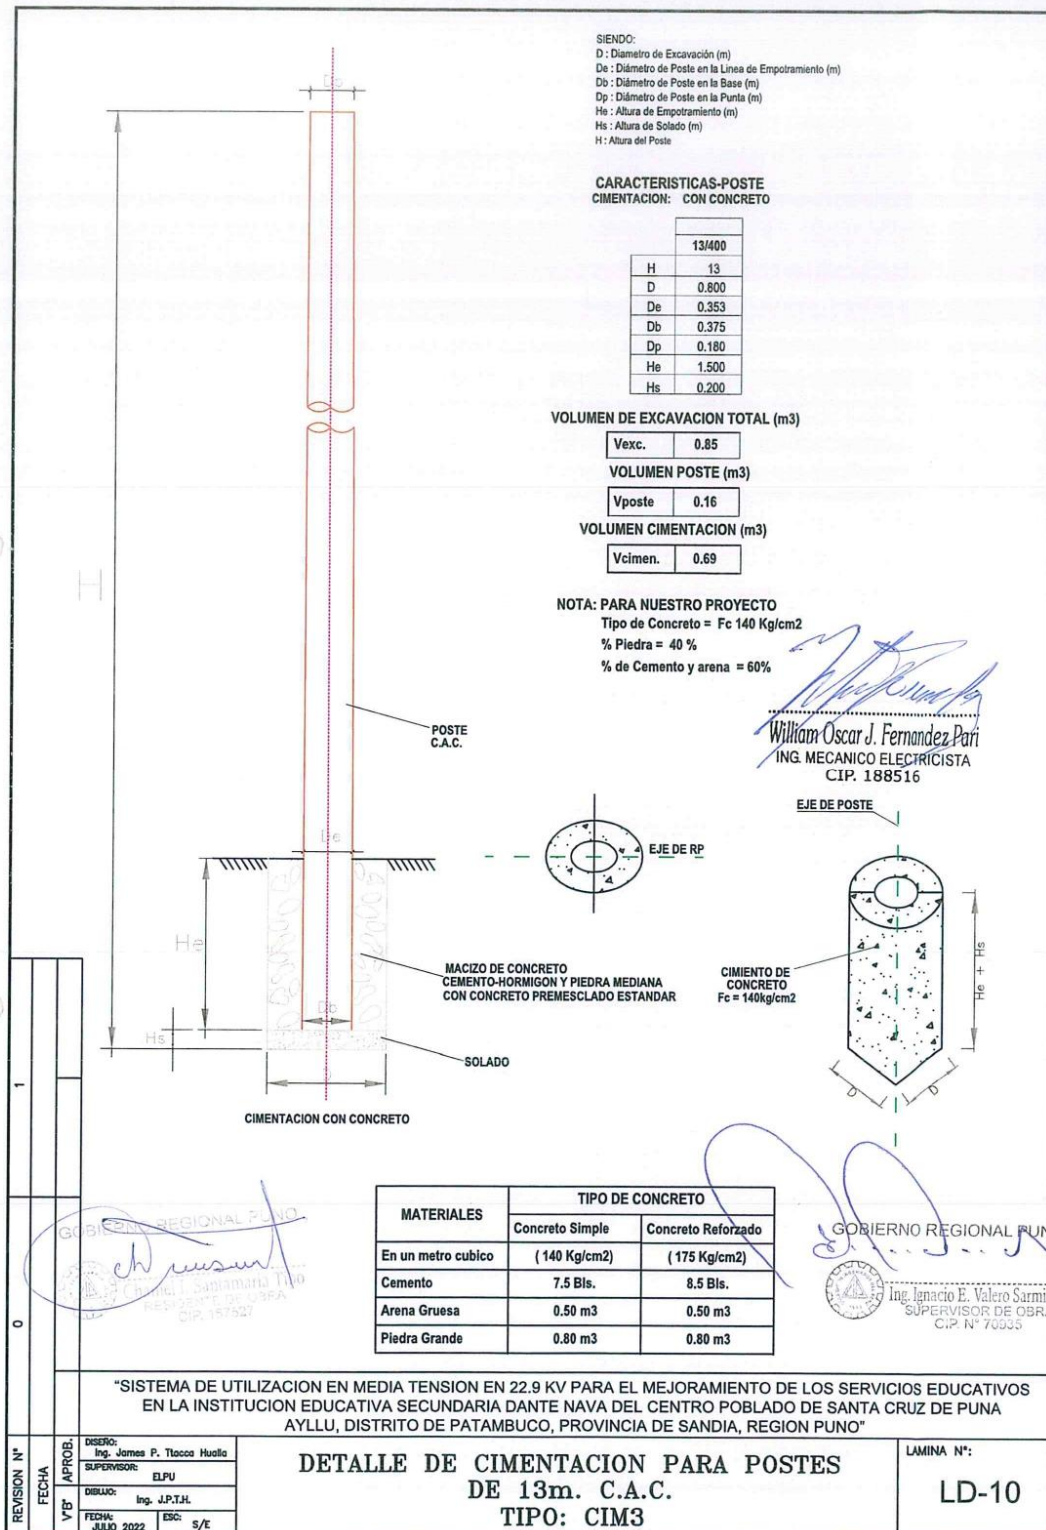 SIENDO:
D : Diametro de Excavación (m)
De : Diámetro de Poste en la Linea de Empotramiento (m)
Db : Diámetro de Poste en la Base (m)
Dp : Diámetro de Poste en la Punta (m)
He : Altura de Empotramiento (m)
Hs : Altura de Solado (m)
H : Altura del Poste
CARACTERISTICAS-POSTE
CIMENTACION: CON CONCRETO
13/400
H 13
D 0.800
De 0.353
Db 0.375
Dp 0.180
He 1.500
Hs 0.200
VOLUMEN DE EXCAVACION TOTAL (m3)
Vexc. 0.85
VOLUMEN POSTE (m3)
Vposte 0.16
VOLUMEN CIMENTACION (m3)
Vcimen. 0.69
NOTA: PARA NUESTRO PROYECTO
Tipo de Concreto = Fc 140 Kg/cm2
% Piedra = 40 %
% de Cemento y arena = 60%
William Oscar J. Fernandez Pari
ING. MECANICO ELECTRICISTA
CIP. 188516
Dp
H
POSTE
C.A.C.
De
He
Hs
Db
D
MACIZO DE CONCRETO
CEMENTO-HORMIGON Y PIEDRA MEDIANA
CON CONCRETO PREMESCLADO ESTANDAR
SOLADO
CIMENTACION CON CONCRETO
EJE DE RP
EJE DE POSTE
CIMIENTO DE
CONCRETO
Fc = 140kg/cm2
He + Hs
D
D
MATERIALES TIPO DE CONCRETO
Concreto Simple Concreto Reforzado
En un metro cubico ( 140 Kg/cm2) ( 175 Kg/cm2)
Cemento 7.5 Bls. 8.5 Bls.
Arena Gruesa 0.50 m3 0.50 m3
Piedra Grande 0.80 m3 0.80 m3
GOBIERNO REGIONAL PUNO
Santamaria Tipo
RESIDENTE DE OBRA
CIP. 157527
GOBIERNO REGIONAL PUN
Ing. Ignacio E. Valero Sarmi
SUPERVISOR DE OBRA
C.I.P. N° 70935
"SISTEMA DE UTILIZACION EN MEDIA TENSION EN 22.9 KV PARA EL MEJORAMIENTO DE LOS SERVICIOS EDUCATIVOS
EN LA INSTITUCION EDUCATIVA SECUNDARIA DANTE NAVA DEL CENTRO POBLADO DE SANTA CRUZ DE PUNA
AYLLU, DISTRITO DE PATAMBUCO, PROVINCIA DE SANDIA, REGION PUNO"
REVISION N° 0 1
FECHA
V°B° APROB.
DISEÑO:
Ing. James P. Ttacca Hualla
SUPERVISOR:
ELPU
DIBUJO:
Ing. J.P.T.H.
FECHA:
JULIO 2022
ESC:
S/E
DETALLE DE CIMENTACION PARA POSTES
DE 13m. C.A.C.
TIPO: CIM3
LAMINA N°:
LD-10